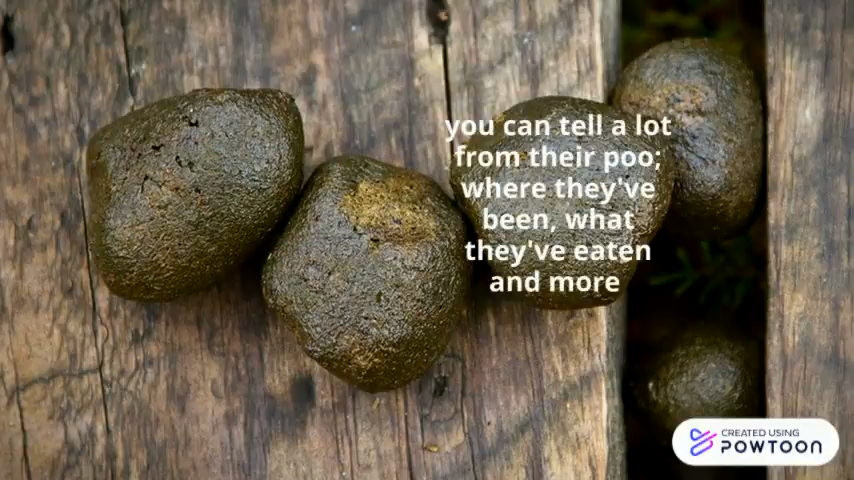 you can tell a lot
from their poo;
where they've
been, what
they've eaten
and more
CREATED USING
POWTOON